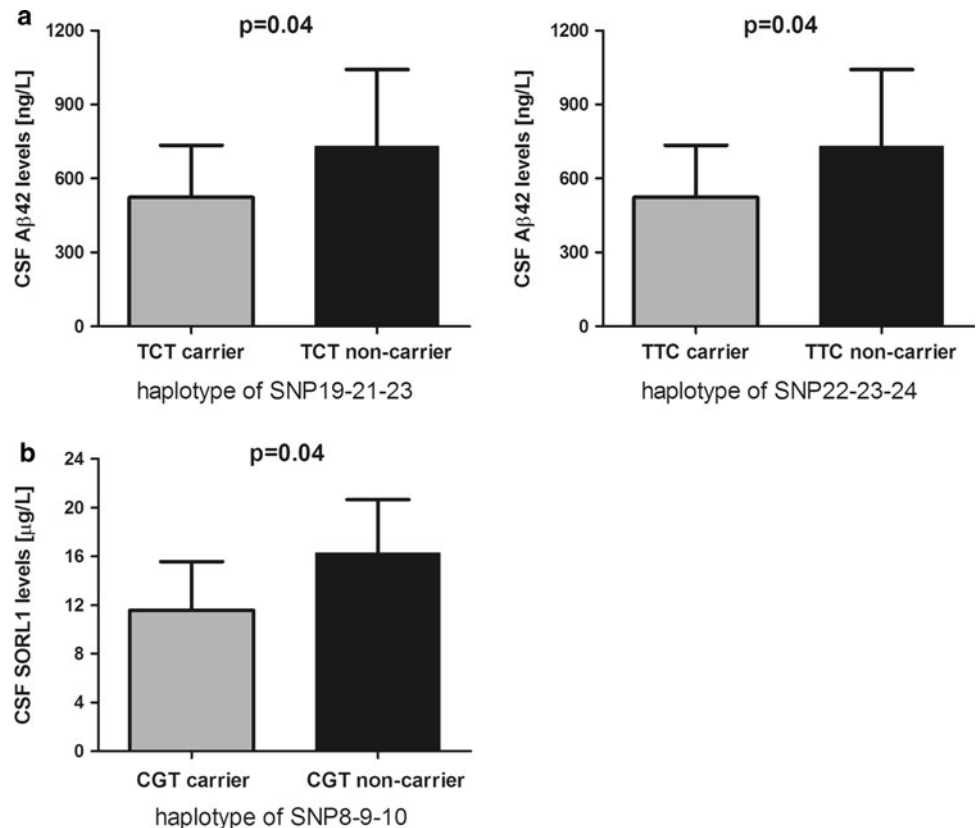 a
p=0.04
CSF Aβ42 levels [ng/L]
1200
900
600
300
0
TCT carrier TCT non-carrier
haplotype of SNP19-21-23
p=0.04
CSF Aβ42 levels [ng/L]
1200
900
600
300
0
TTC carrier TTC non-carrier
haplotype of SNP22-23-24
b
p=0.04
CSF SORL1 levels [µg/L]
24
20
16
12
8
4
0
CGT carrier CGT non-carrier
haplotype of SNP8-9-10